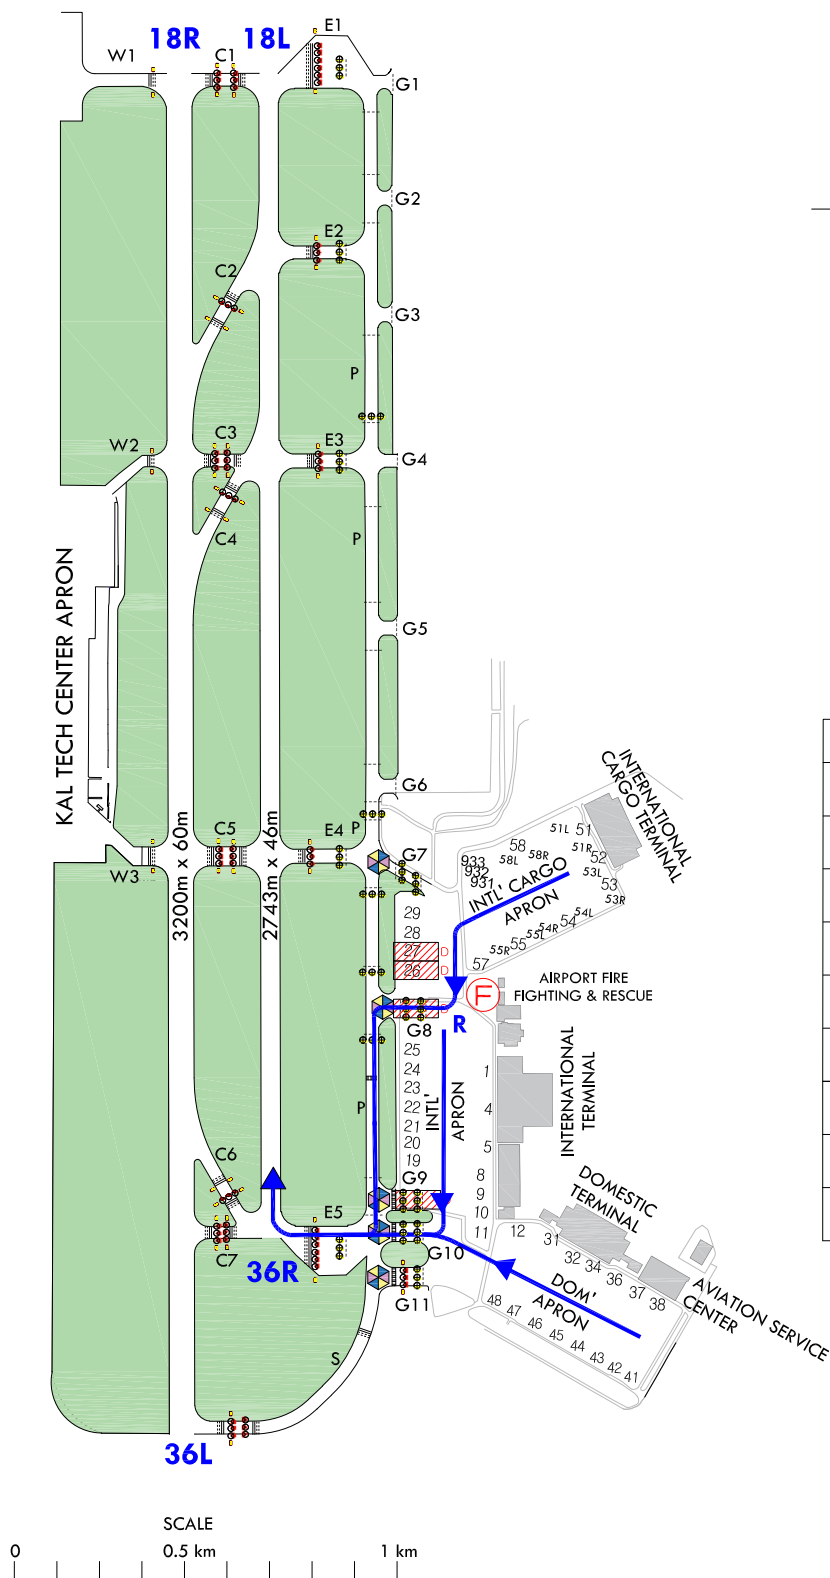 E1
18R
18L
W1
C1
G1
G2
E2
C2
G3
P
W2
C3
E3
G4
C4
P
KAL TECH CENTER APRON
G5
G6
INTERNATIONAL
CARGO TERMINAL
3200m x 60m
2743m x 46m
C5
E4
P
W3
G7
51L
51
58
58L
58R
51R
52
933
932
931
53L
53
53R
INTL' CARGO
APRON
54L
54
54R
55L
55
55R
57
29
28
27
26
F
AIRPORT FIRE
FIGHTING & RESCUE
G8
R
25
24
23
22
21
20
19
INTL'
APRON
1
4
5
8
9
10
11
INTERNATIONAL
TERMINAL
P
C6
G9
DOMESTIC
TERMINAL
E5
12
31
32
34
36
37
38
C7
36R
G10
G11
DOM'
APRON
AVIATION SERVICE
CENTER
48
47
46
45
44
43
42
41
S
36L
SCALE
0
0.5 km
1 km